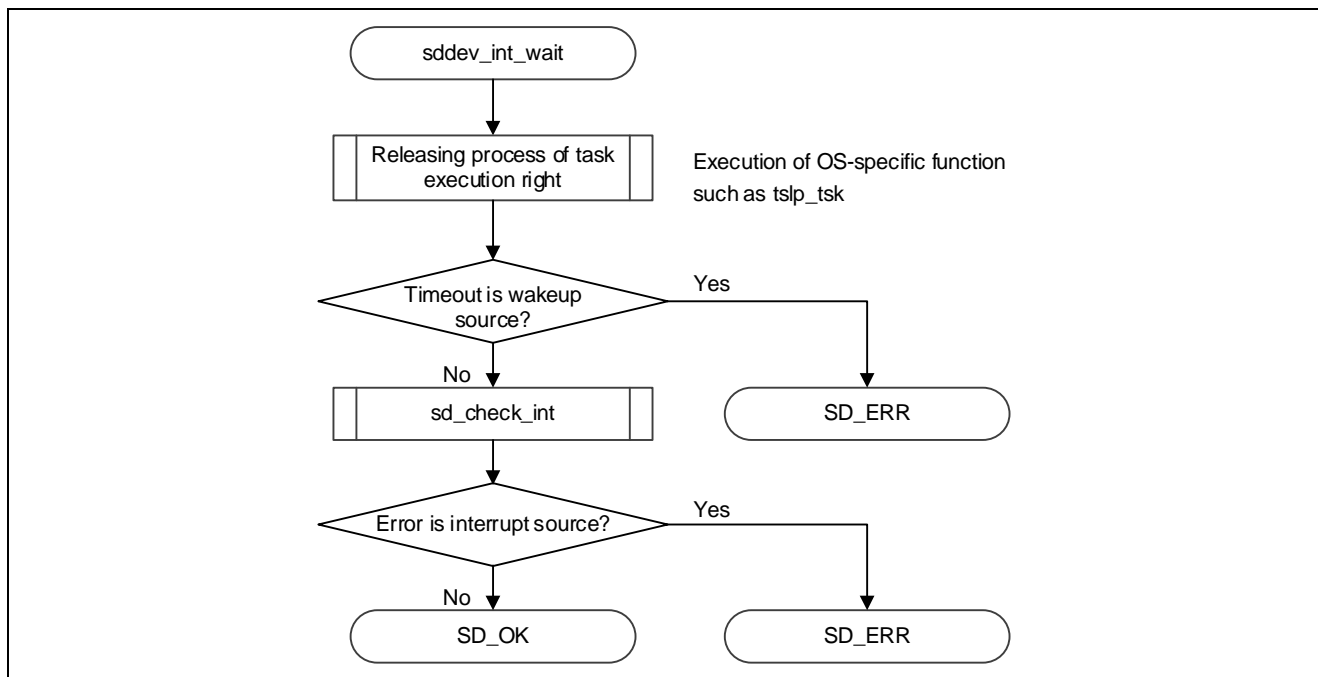 sddev_int_wait
Releasing process of task
execution right
Execution of OS-specific function
such as tslp_tsk
Timeout is wakeup
source?
Yes
No
sd_check_int
SD_ERR
Error is interrupt source?
Yes
No
SD_OK
SD_ERR